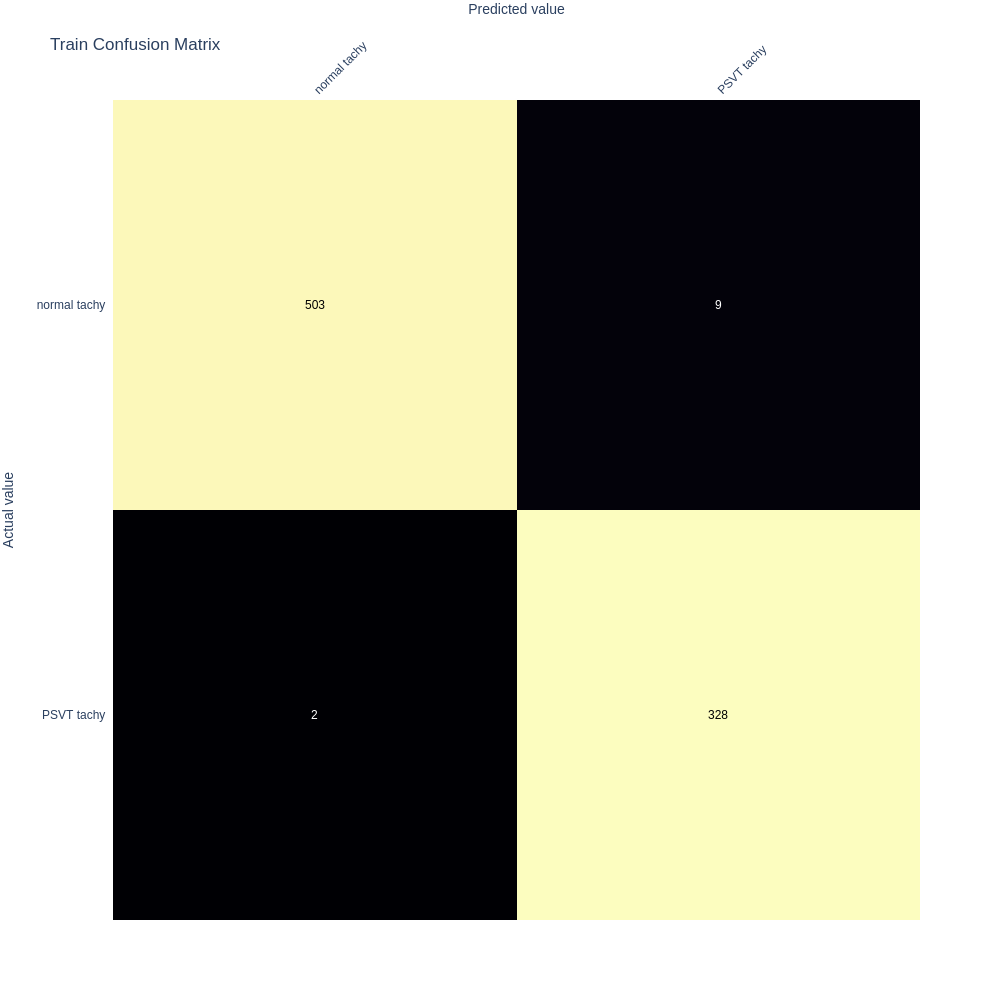 Predicted value
Train Confusion Matrix
normal tachy
PSVT tachy
normal tachy
503
9
Actual value
PSVT tachy
2
328